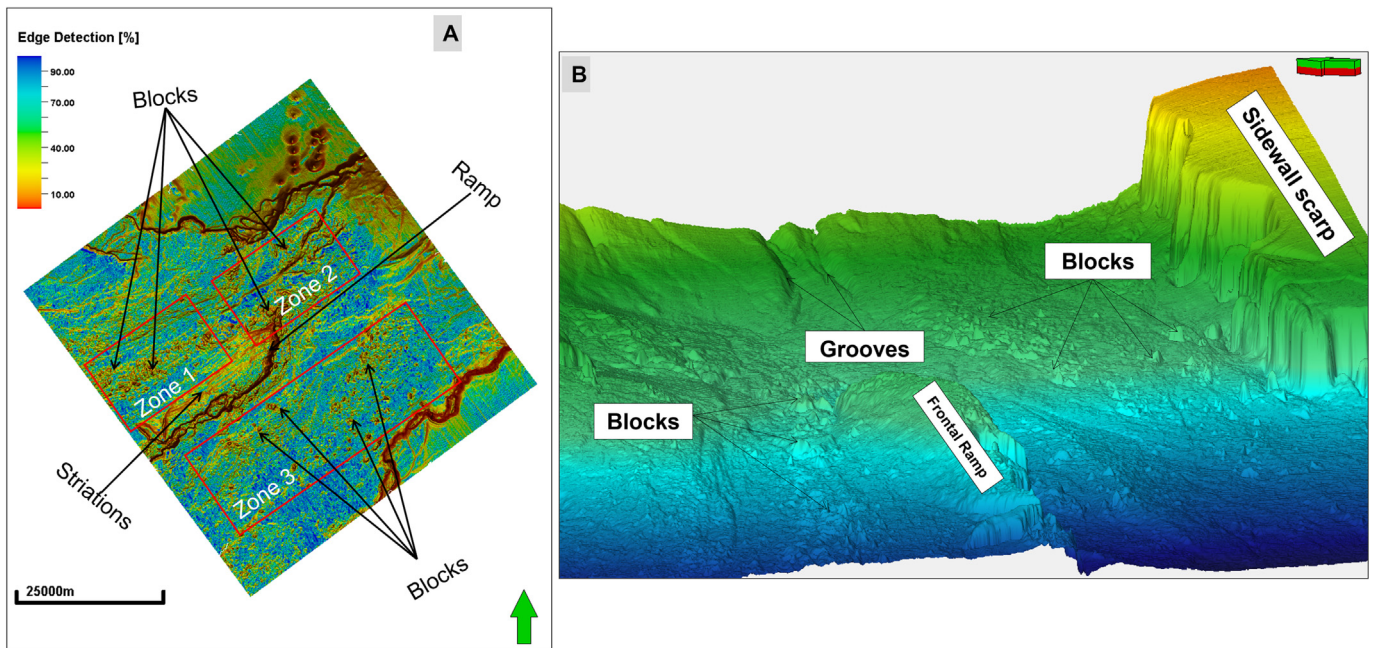 A
Edge Detection [%]
90.00
70.00
40.00
10.00
Blocks
Ramp
Zone 2
Zone 1
Zone 3
Striations
Blocks
25000m
B
Sidewall scarp
Blocks
Grooves
Blocks
Frontal Ramp